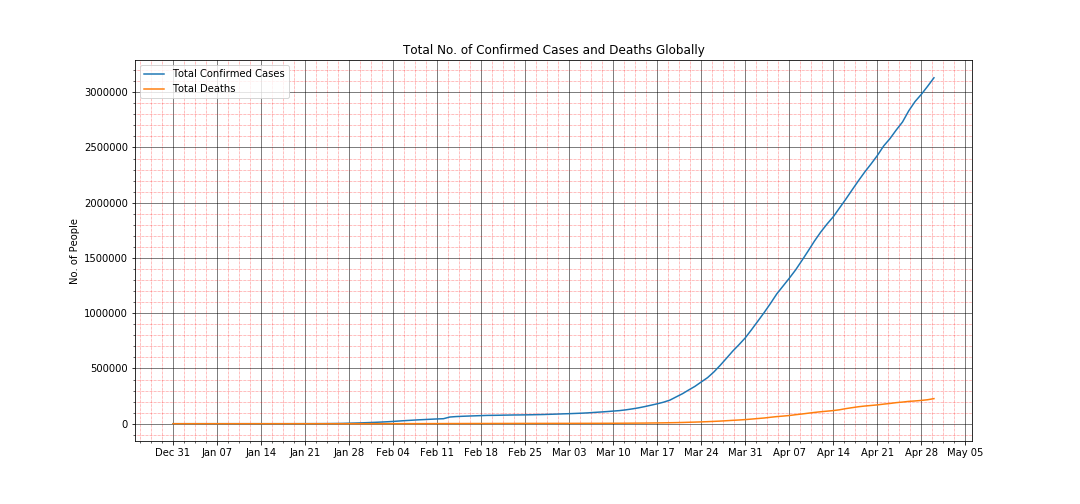 Total No. of Confirmed Cases and Deaths Globally
Total Confirmed Cases
Total Deaths
3000000
2500000
2000000
1500000
1000000
500000
0
No. of People
Dec 31 Jan 07 Jan 14 Jan 21 Jan 28 Feb 04 Feb 11 Feb 18 Feb 25 Mar 03 Mar 10 Mar 17 Mar 24 Mar 31 Apr 07 Apr 14 Apr 21 Apr 28 May 05